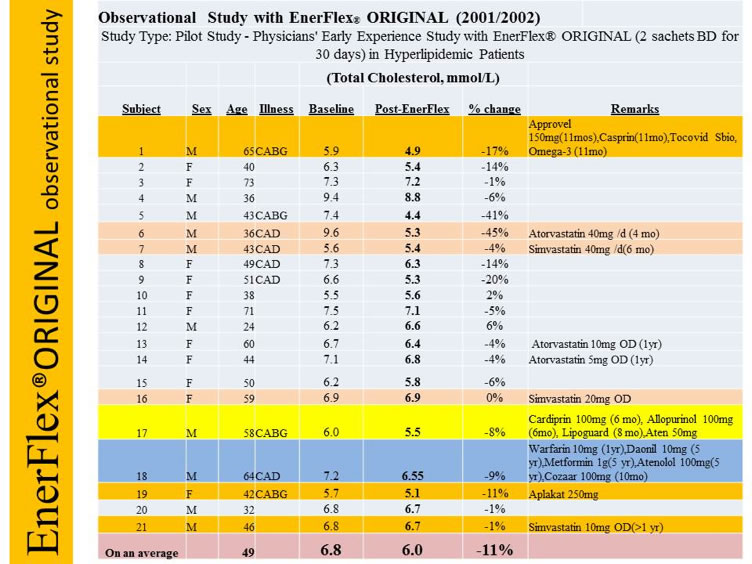 EnerFlex®ORIGINAL observational study
Observational Study with EnerFlex® ORIGINAL (2001/2002)
Study Type: Pilot Study - Physicians' Early Experience Study with EnerFlex® ORIGINAL (2 sachets BD for
30 days) in Hyperlipidemic Patients
(Total Cholesterol, mmol/L)
Subject Sex Age Illness Baseline Post-EnerFlex % change Remarks
Approvel
150mg(11mos),Casprin(11mo),Tocovid Sbio,
1 M 65 CABG 5.9 4.9 -17% Omega-3 (11mo)
2 F 40 6.3 5.4 -14%
3 F 73 7.3 7.2 -1%
4 M 36 9.4 8.8 -6%
5 M 43 CABG 7.4 4.4 -41%
6 M 36 CAD 9.6 5.3 -45% Atorvastatin 40mg /d (4 mo)
7 M 43 CAD 5.6 5.4 -4% Simvastatin 40mg /d(6 mo)
8 F 49 CAD 7.3 6.3 -14%
9 F 51 CAD 6.6 5.3 -20%
10 F 38 5.5 5.6 2%
11 F 71 7.5 7.1 -5%
12 M 24 6.2 6.6 6%
13 F 60 6.7 6.4 -4% Atorvastatin 10mg OD (1yr)
14 F 44 7.1 6.8 -4% Atorvastatin 5mg OD (1yr)
15 F 50 6.2 5.8 -6%
16 F 59 6.9 6.9 0% Simvastatin 20mg OD
Cardiprin 100mg (6 mo), Allopurinol 100mg
17 M 58 CABG 6.0 5.5 -8% (6mo), Lipoguard (8 mo),Aten 50mg
Warfarin 10mg (1yr),Daonil 10mg (5
yr),Metformin 1g(5 yr),Atenolol 100mg(5
18 M 64 CAD 7.2 6.55 -9% yr),Cozaar 100mg (10mo)
19 F 42 CABG 5.7 5.1 -11% Aplakat 250mg
20 M 32 6.8 6.7 -1%
21 M 46 6.8 6.7 -1% Simvastatin 10mg OD(>1 yr)
On an average 49 6.8 6.0 -11%